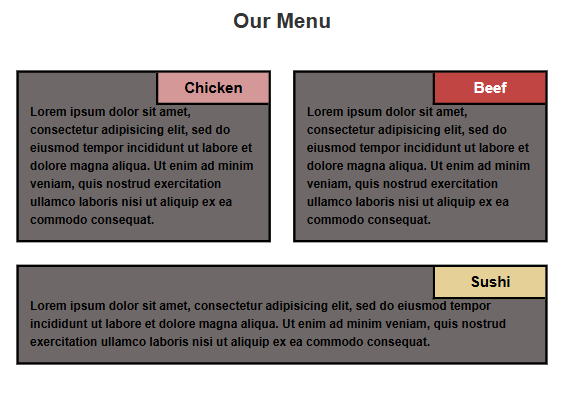 Our Menu
Chicken
Lorem ipsum dolor sit amet,
consectetur adipisicing elit, sed do
eiusmod tempor incididunt ut labore et
dolore magna aliqua. Ut enim ad minim
veniam, quis nostrud exercitation
ullamco laboris nisi ut aliquip ex ea
commodo consequat.
Beef
Lorem ipsum dolor sit amet,
consectetur adipisicing elit, sed do
eiusmod tempor incididunt ut labore et
dolore magna aliqua. Ut enim ad minim
veniam, quis nostrud exercitation
ullamco laboris nisi ut aliquip ex ea
commodo consequat.
Sushi
Lorem ipsum dolor sit amet, consectetur adipisicing elit, sed do eiusmod tempor
incididunt ut labore et dolore magna aliqua. Ut enim ad minim veniam, quis nostrud
exercitation ullamco laboris nisi ut aliquip ex ea commodo consequat.